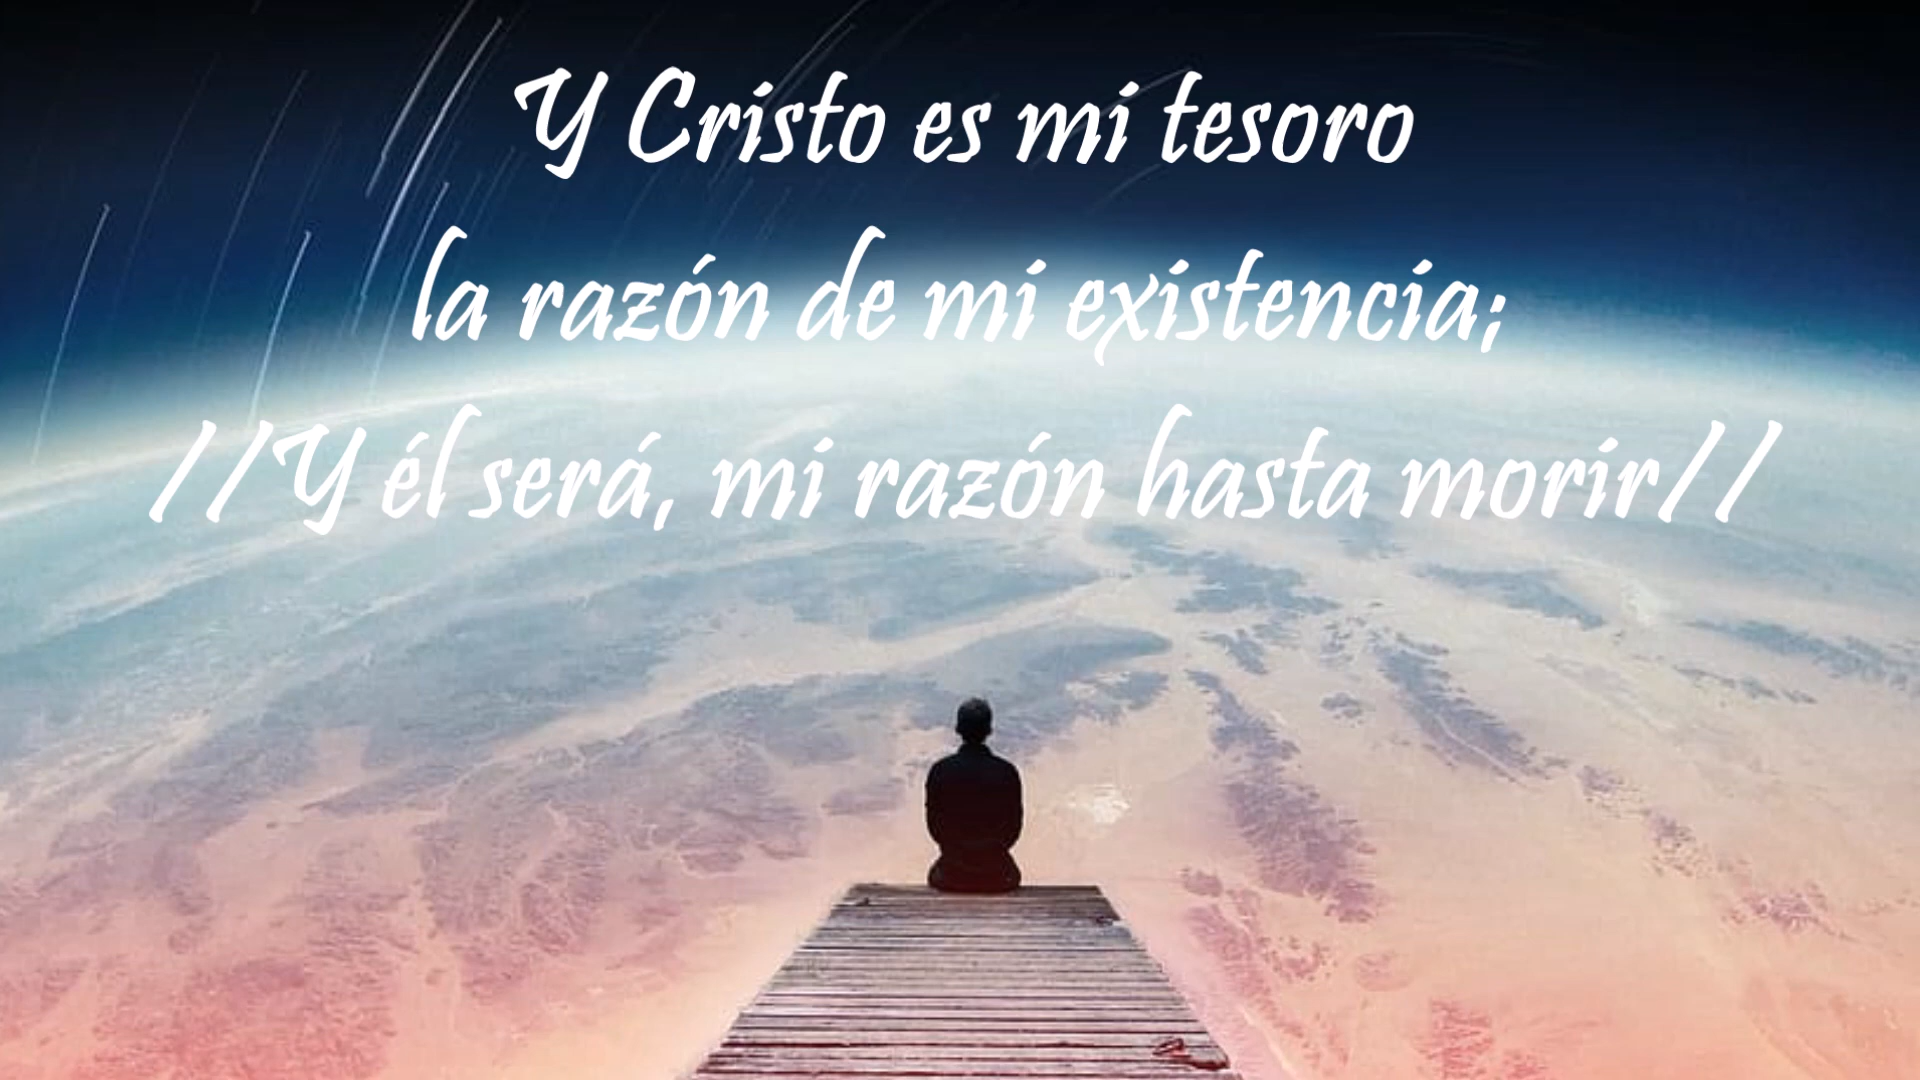 Y Cristo es mi tesoro
la razón de mi existencia;
//Y él será, mi razón hasta morir//